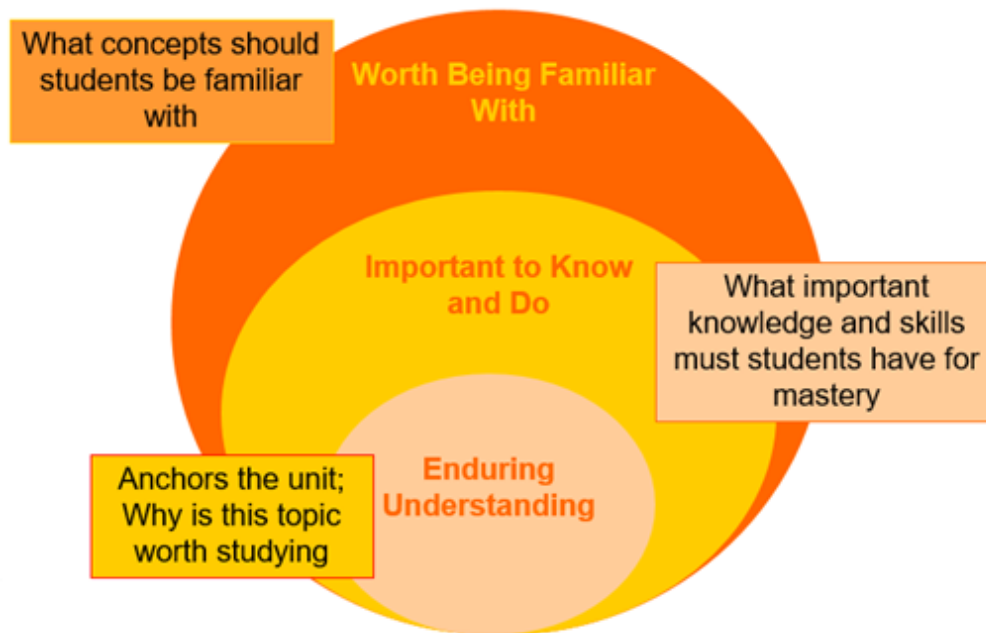 What concepts should
students be familiar
with
Worth Being Familiar
With
Important to Know
and Do
What important
knowledge and skills
must students have for
mastery
Enduring
Understanding
Anchors the unit;
Why is this topic
worth studying